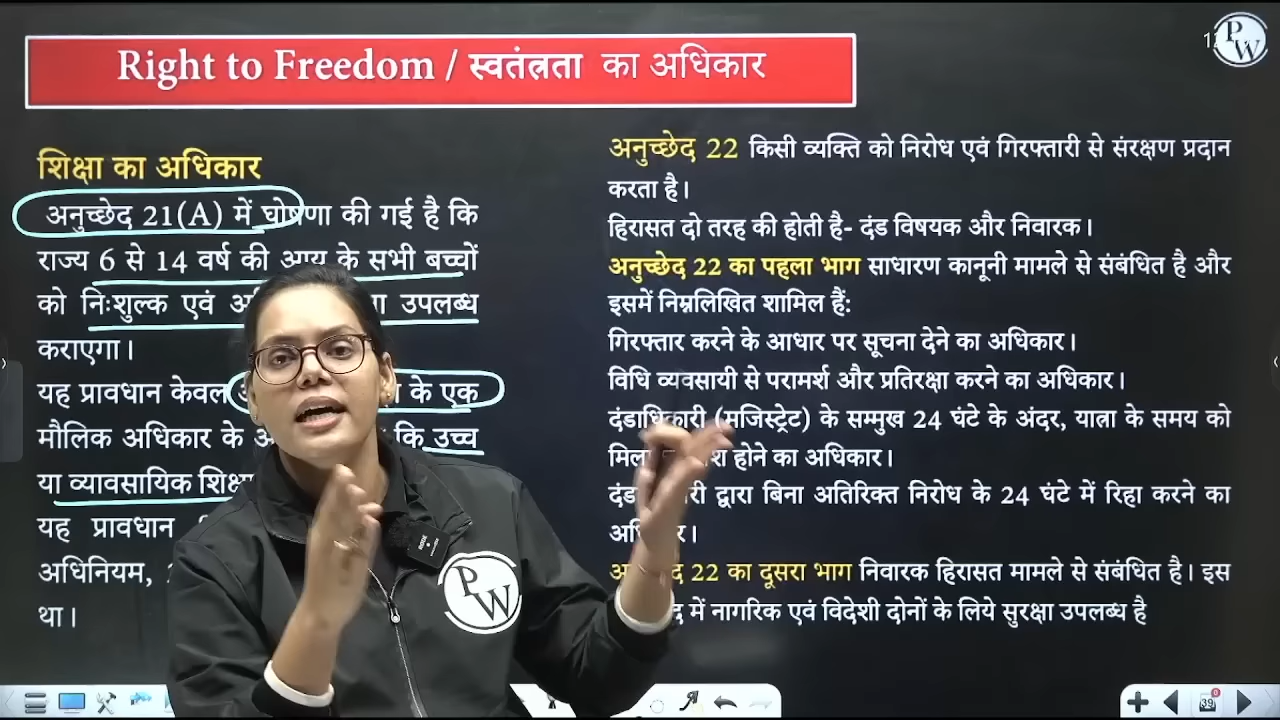 Right to Freedom / स्वतंत्रता का अधिकार
PW
शिक्षा का अधिकार
अनुच्छेद 21(A) में घोषणा की गई है कि
राज्य 6 से 14 वर्ष की आयु के सभी बच्चों
को निःशुल्क एवं उपलब्ध
कराएगा।
यह प्रावधान केवल के एक
मौलिक अधिकार के कि उच्च
या व्यावसायिक
यह प्रावधान
अधिनियम,
था।
अनुच्छेद 22 किसी व्यक्ति को निरोध एवं गिरफ्तारी से संरक्षण प्रदान
करता है।
हिरासत दो तरह की होती है- दंड विषयक और निवारक।
अनुच्छेद 22 का पहला भाग साधारण कानूनी मामले से संबंधित है और
इसमें निम्नलिखित शामिल हैं:
गिरफ्तार करने के आधार पर सूचना देने का अधिकार।
विधि व्यवसायी से परामर्श और प्रतिरक्षा करने का अधिकार।
दंडाधिकारी (मजिस्ट्रेट) के सम्मुख 24 घंटे के अंदर, यात्रा के समय को
होने का अधिकार।
द्वारा बिना अतिरिक्त निरोध के 24 घंटे में रिहा करने का
22 का दूसरा भाग निवारक हिरासत मामले से संबंधित है। इस
में नागरिक एवं विदेशी दोनों के लिये सुरक्षा उपलब्ध है
PW
39